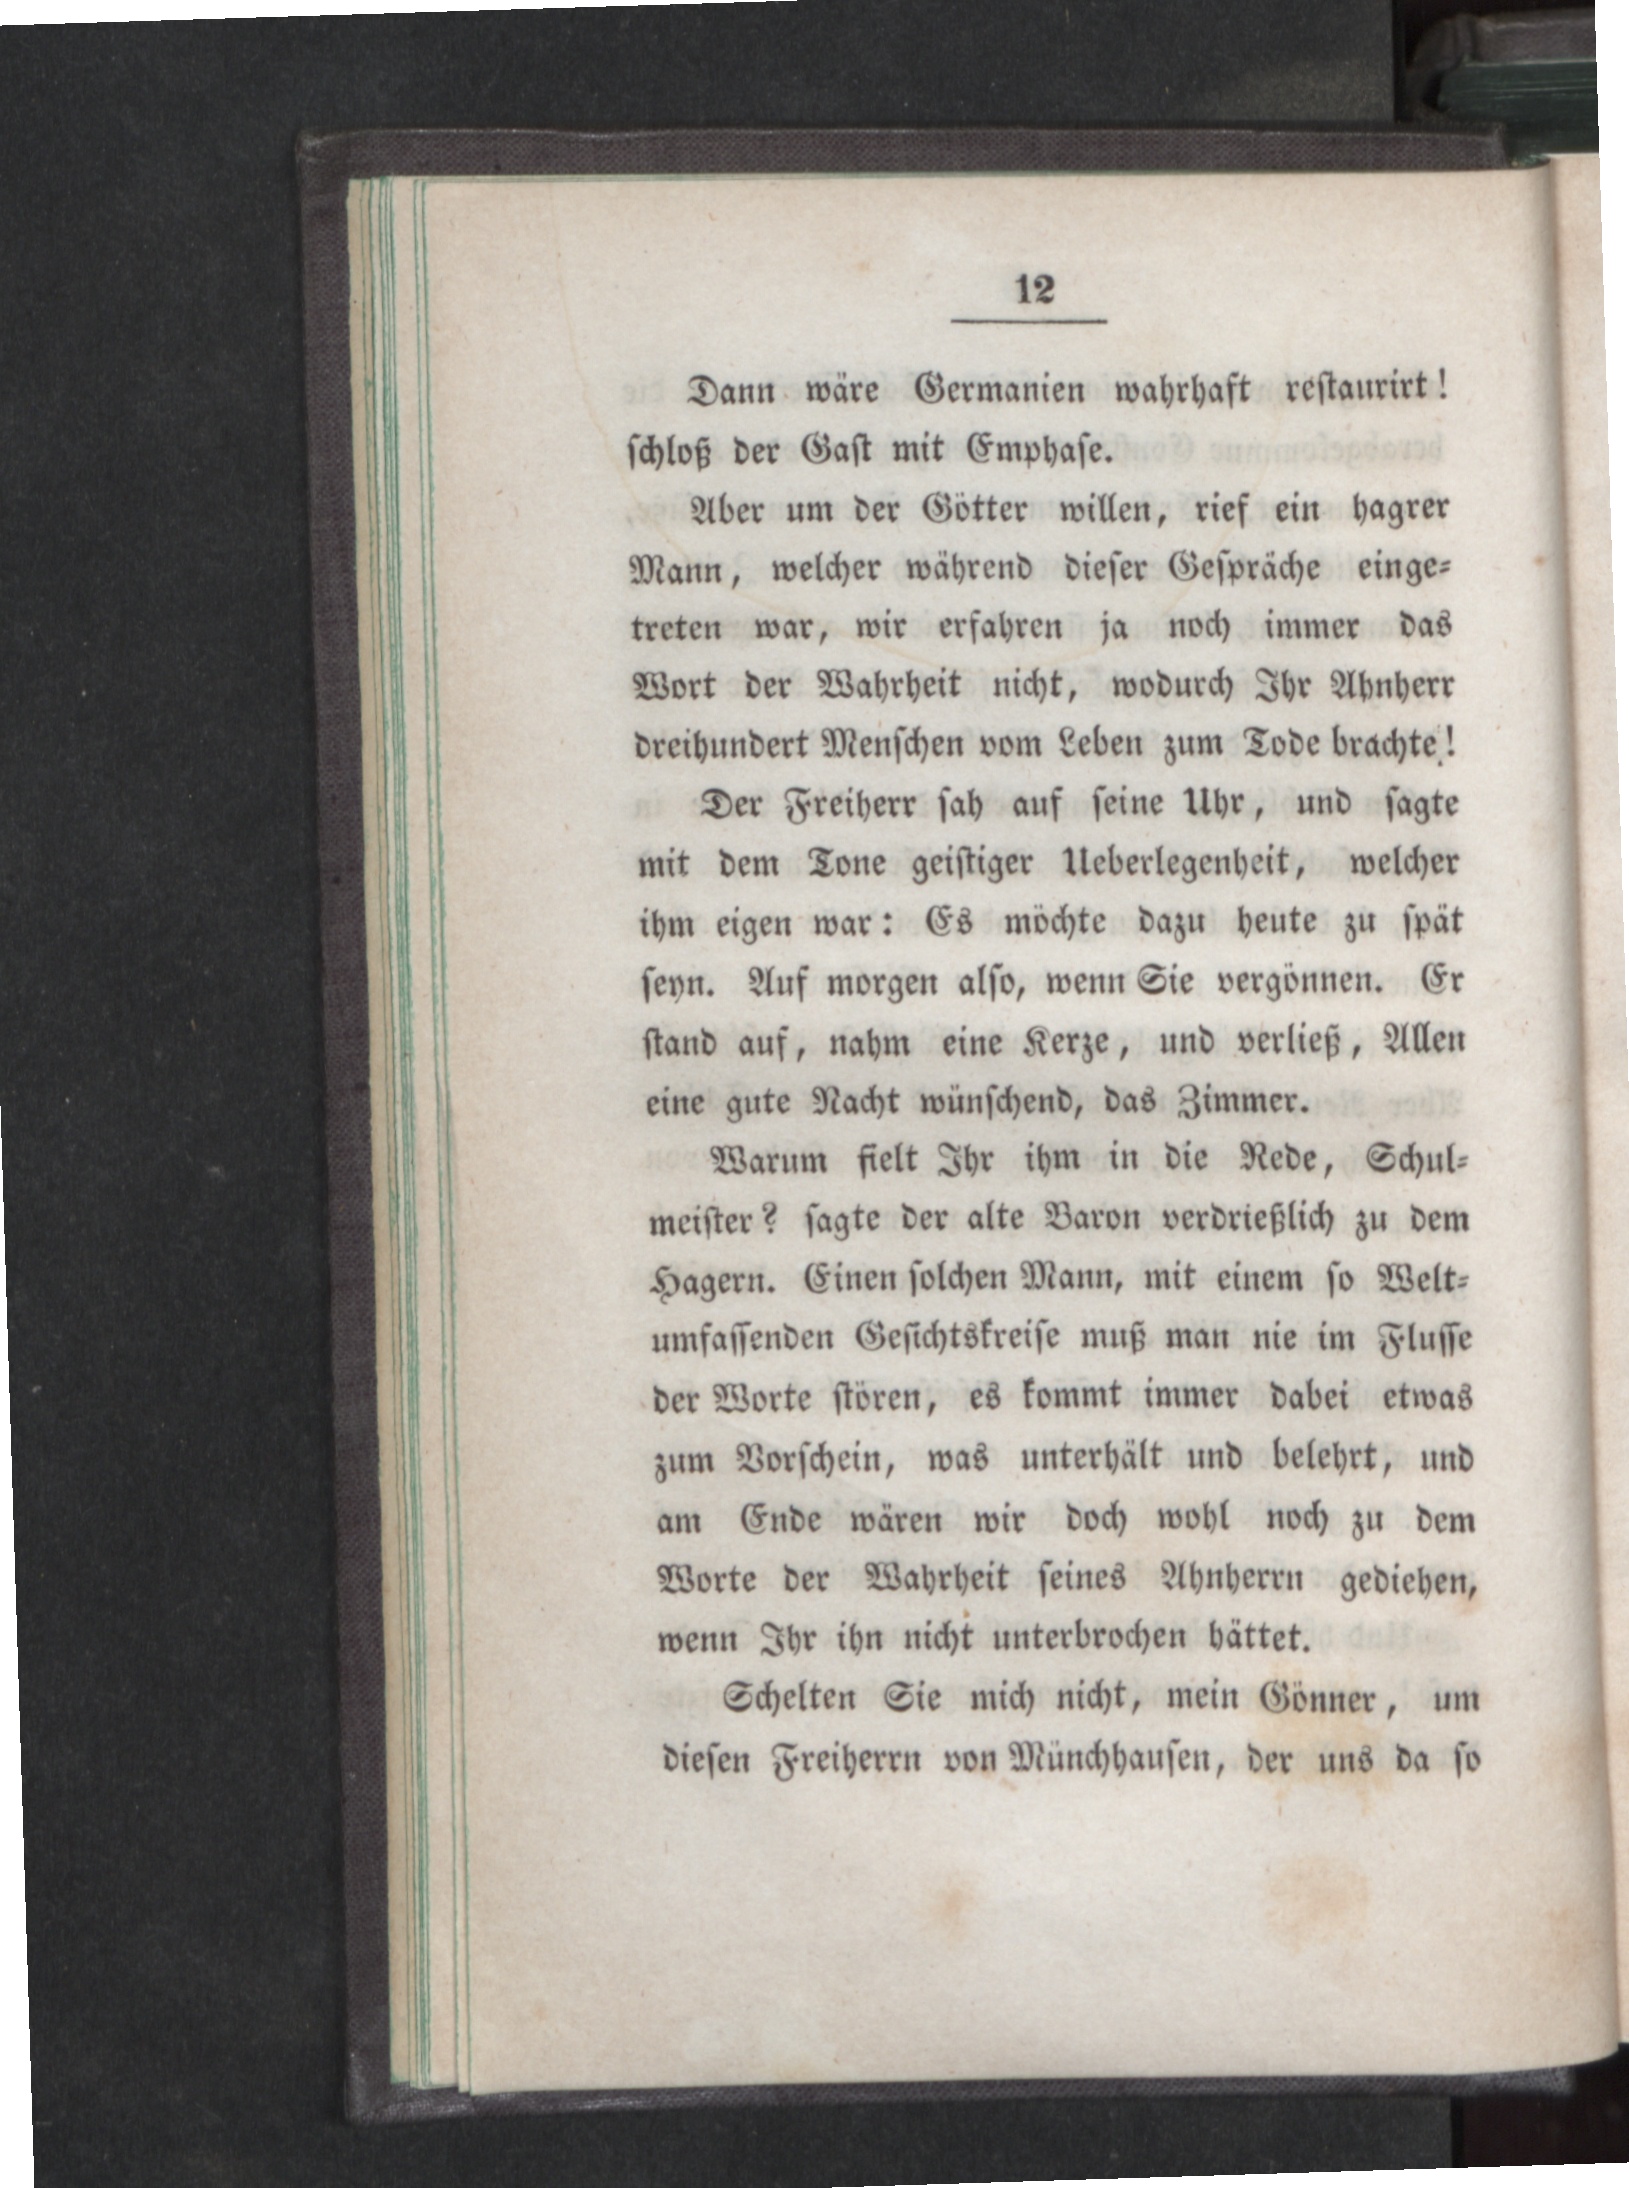 12
Dann wäre Germanien wahrhaft reſtaurirt!
ſchloß der Gaſt mit Emphaſe.
Aber um der Götter willen, rief ein hagrer
Mann, welcher während dieſer Geſpräche einge⸗
treten war, wir erfahren ja noch immer das
Wort der Wahrheit nicht, wodurch Ihr Ahnherr
dreihundert Menſchen vom Leben zum Tode brachte!
Der Freiherr ſah auf ſeine Uhr, und ſagte
mit dem Tone geiſtiger Ueberlegenheit, welcher
ihm eigen war: Es möchte dazu heute zu ſpät
ſeyn. Auf morgen alſo, wenn Sie vergönnen. Er
ſtand auf, nahm eine Kerze, und verließ, Allen
eine gute Nacht wünſchend, das Zimmer.
Warum fielt Ihr ihm in die Rede, Schul⸗
meiſter? ſagte der alte Baron verdrießlich zu dem
Hagern. Einen ſolchen Mann, mit einem ſo Welt⸗
umfaſſenden Geſichtskreiſe muß man nie im Fluſſe
der Worte ſtören, es kommt immer dabei etwas
zum Vorſchein, was unterhält und belehrt, und
am Ende wären wir doch wohl noch zu dem
Worte der Wahrheit ſeines Ahnherrn gediehen,
wenn Ihr ihn nicht unterbrochen hättet.
Schelten Sie mich nicht, mein Gönner, um
dieſen Freiherrn von Münchhauſen, der uns da ſo